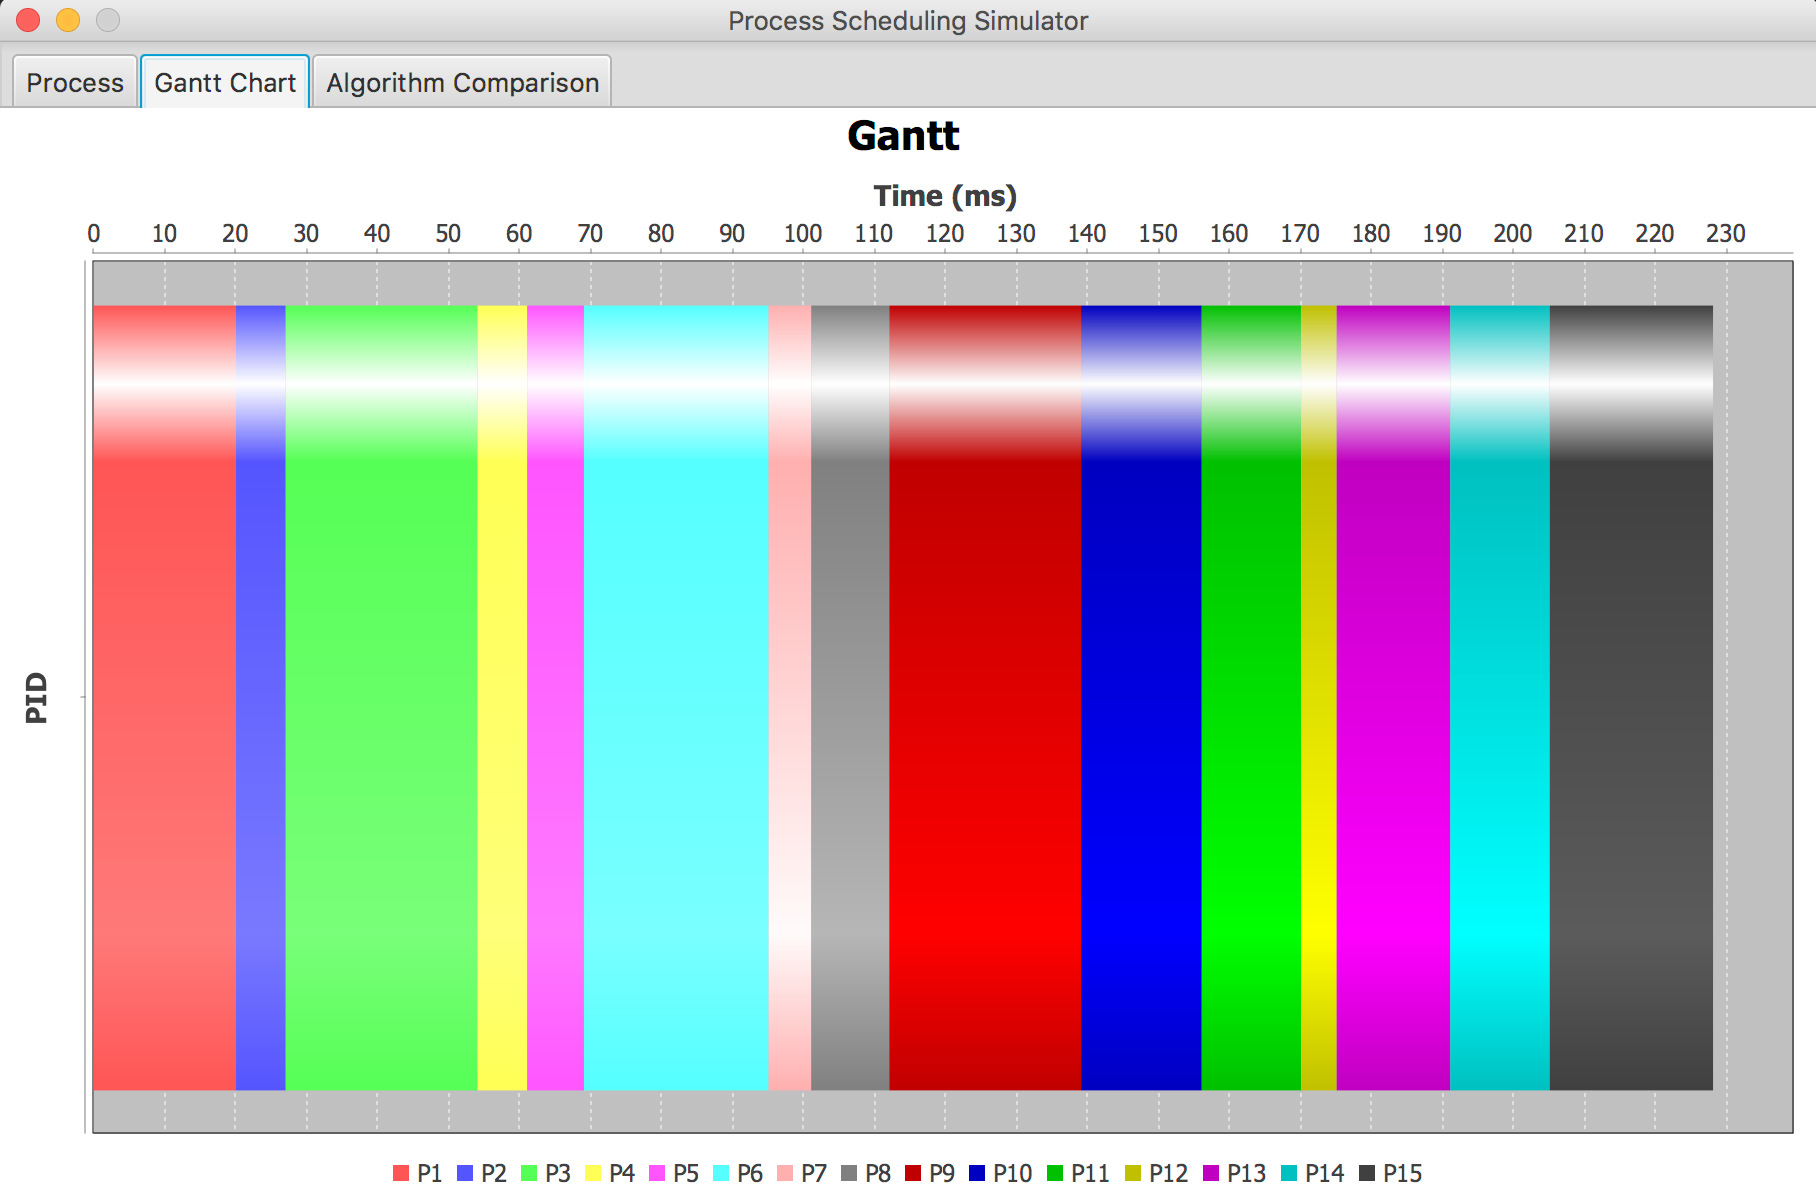 Process Scheduling Simulator
Process Gantt Chart Algorithm Comparison
Gantt
Time (ms)
0 10 20 30 40 50 60 70 80 90 100 110 120 130 140 150 160 170 180 190 200 210 220 230
PID
P1 P2 P3 P4 P5 P6 P7 P8 P9 P10 P11 P12 P13 P14 P15